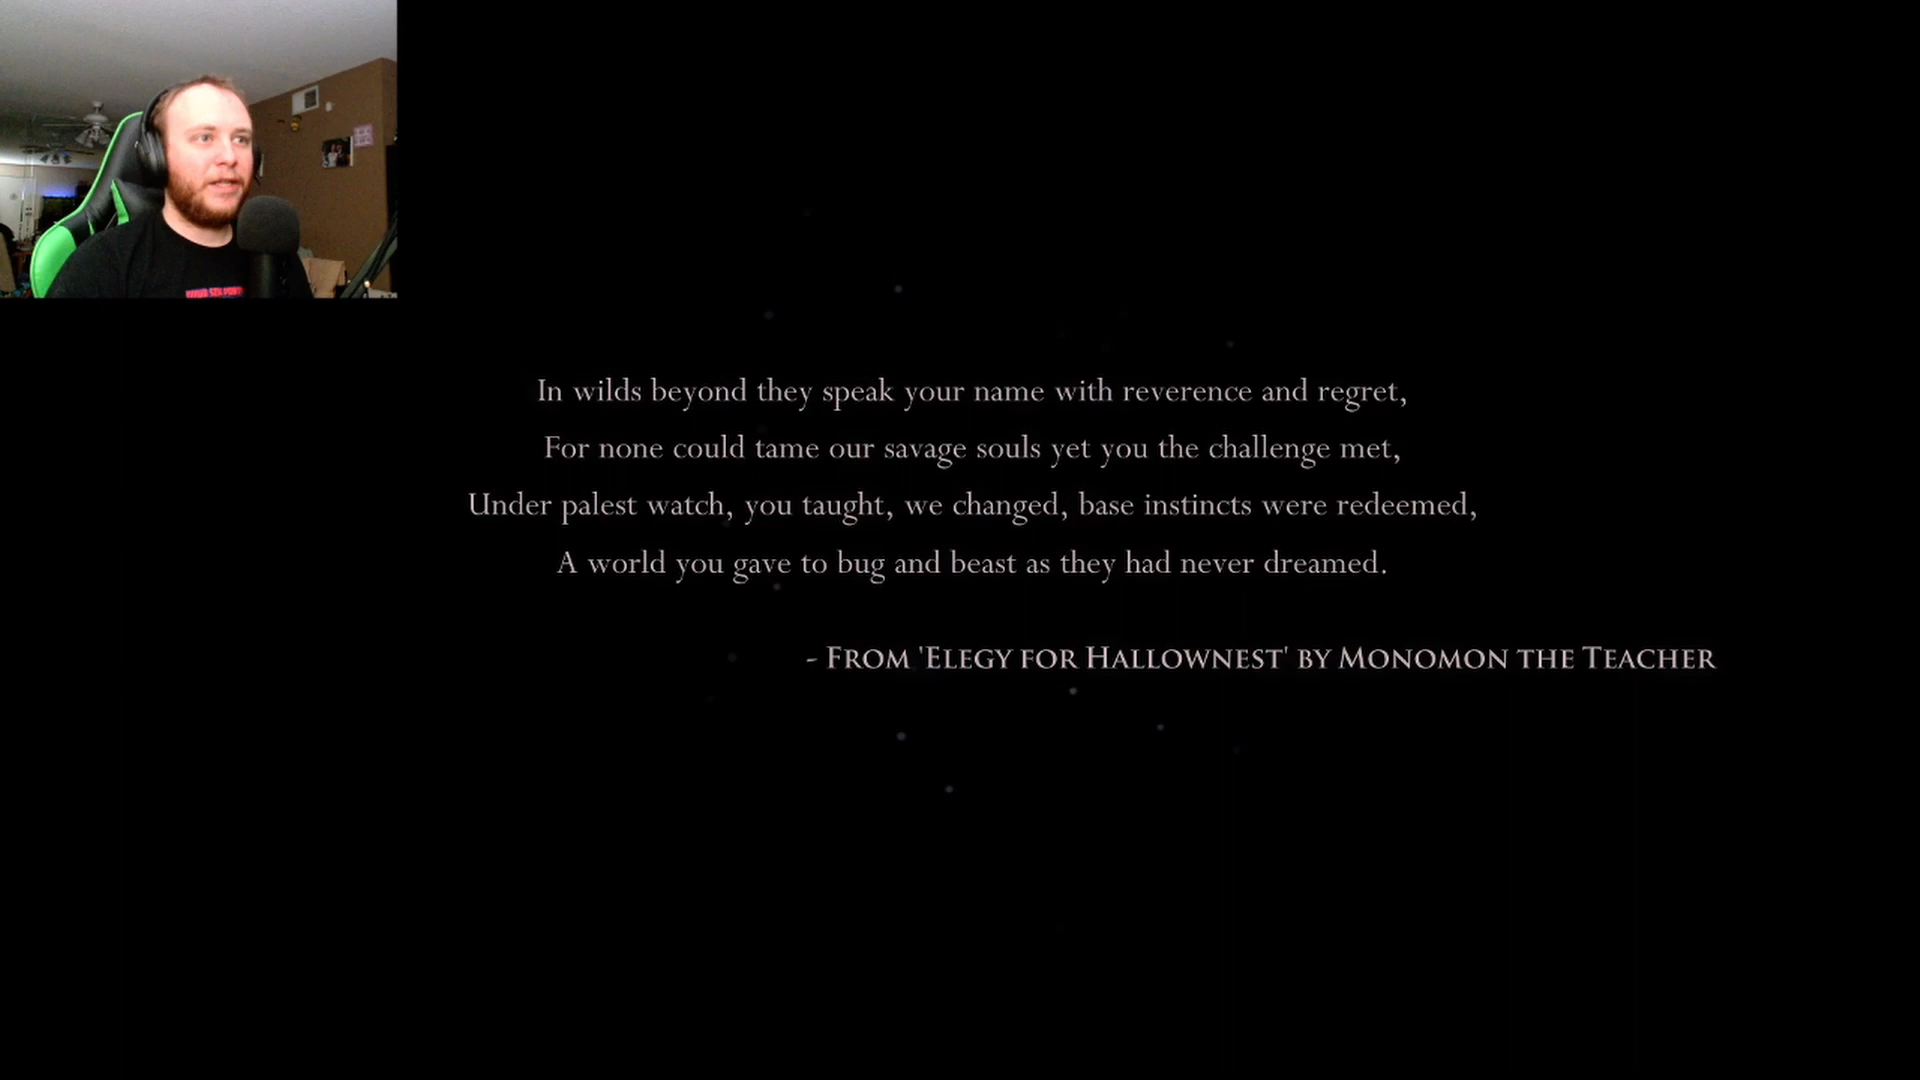 In wilds beyond they speak your name with reverence and regret,
For none could tame our savage souls yet you the challenge met,
Under palest watch, you taught, we changed, base instincts were redeemed,
A world you gave to bug and beast as they had never dreamed.
- From 'Elegy for Hallownest' by Monomon the Teacher